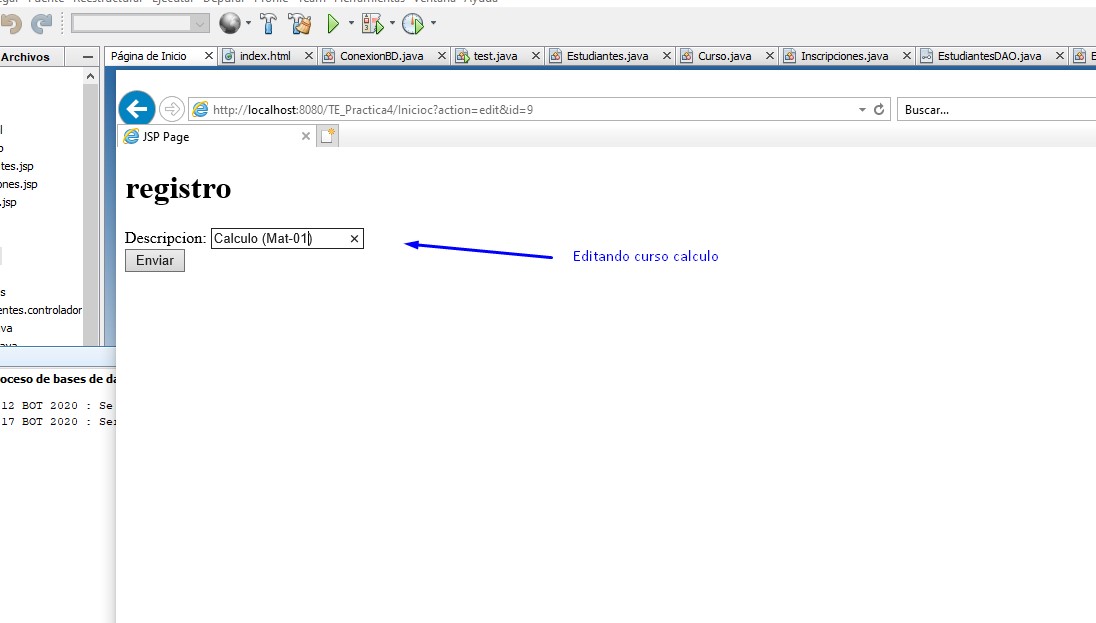 Archivos
Página de Inicio index.html ConexionBD.java test.java Estudiantes.java Curso.java Inscripciones.java EstudiantesDAO.java E
http://localhost:8080/TE_Practica4/Inicioc?action=edit&id=9
Buscar...
JSP Page
tes.jsp
ones.jsp
.jsp
registro
Descripcion: Calculo (Mat-01)
Enviar
Editando curso calculo
s
entes.controlador
va
oceso de bases de da
12 BOT 2020 : Se
17 BOT 2020 : Ser